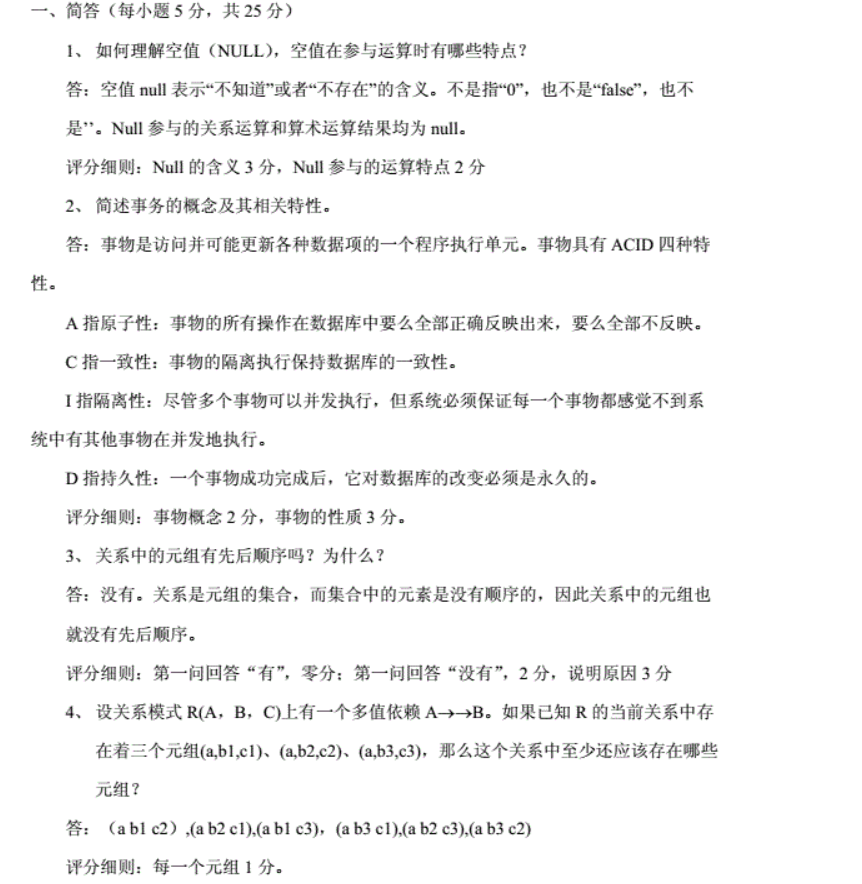 一、简答（每小题 5 分，共 25 分）
1、 如何理解空值（NULL），空值在参与运算时有哪些特点？
答：空值 null 表示“不知道”或者“不存在”的含义。不是指“0”，也不是“false”，也不
是’’。Null 参与的关系运算和算术运算结果均为 null。
评分细则：Null 的含义 3 分，Null 参与的运算特点 2 分
2、 简述事务的概念及其相关特性。
答：事物是访问并可能更新各种数据项的一个程序执行单元。事物具有 ACID 四种特
性。
A 指原子性：事物的所有操作在数据库中要么全部正确反映出来，要么全部不反映。
C 指一致性：事物的隔离执行保持数据库的一致性。
I 指隔离性：尽管多个事物可以并发执行，但系统必须保证每一个事物都感觉不到系
统中有其他事物在并发地执行。
D 指持久性：一个事物成功完成后，它对数据库的改变必须是永久的。
评分细则：事物概念 2 分，事物的性质 3 分。
3、 关系中的元组有先后顺序吗？为什么？
答：没有。关系是元组的集合，而集合中的元素是没有顺序的，因此关系中的元组也
就没有先后顺序。
评分细则：第一问回答“有”，零分；第一问回答“没有”，2 分，说明原因 3 分
4、 设关系模式 R(A，B，C)上有一个多值依赖 A→→B。如果已知 R 的当前关系中存
在着三个元组(a,b1,c1)、(a,b2,c2)、(a,b3,c3)，那么这个关系中至少还应该存在哪些
元组？
答：（a b1 c2）,(a b2 c1),(a b1 c3)，(a b3 c1),(a b2 c3),(a b3 c2)
评分细则：每一个元组 1 分。